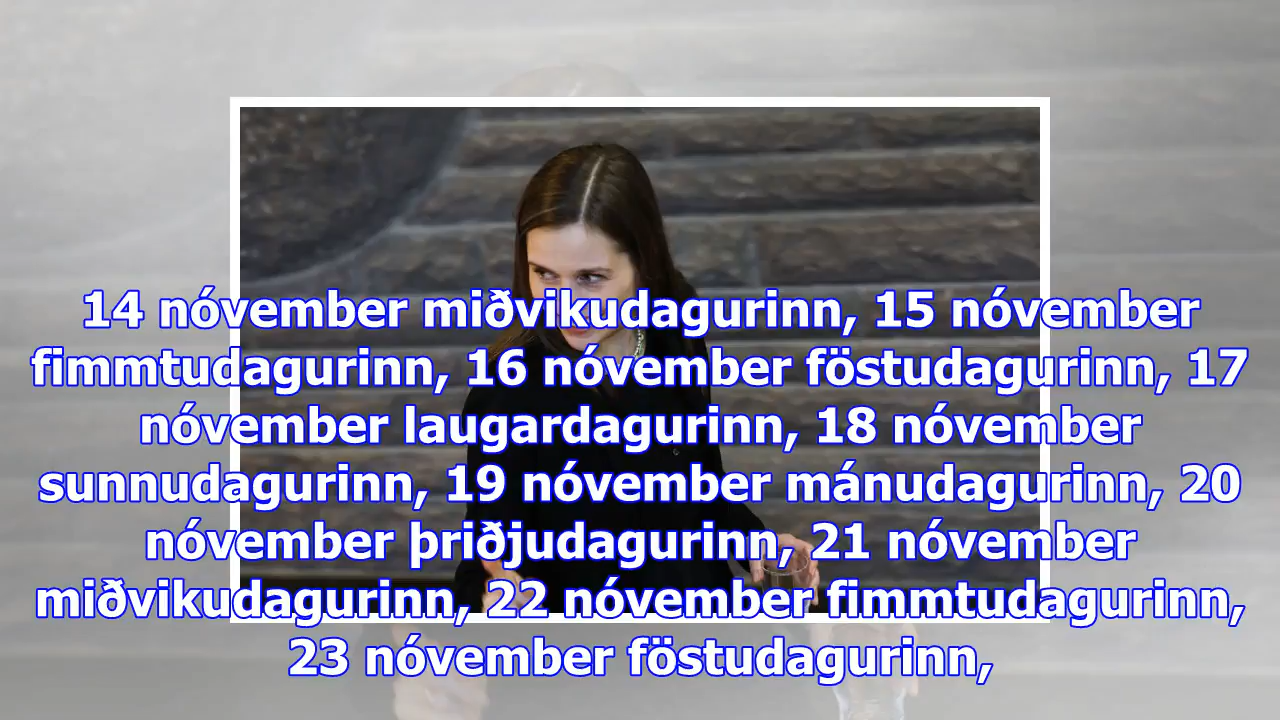 14 nóvember miðvikudagurinn, 15 nóvember
fimmtudagurinn, 16 nóvember föstudagurinn, 17
nóvember laugardagurinn, 18 nóvember
sunnudagurinn, 19 nóvember mánudagurinn, 20
nóvember þriðjudagurinn, 21 nóvember
miðvikudagurinn, 22 nóvember fimmtudagurinn,
23 nóvember föstudagurinn,